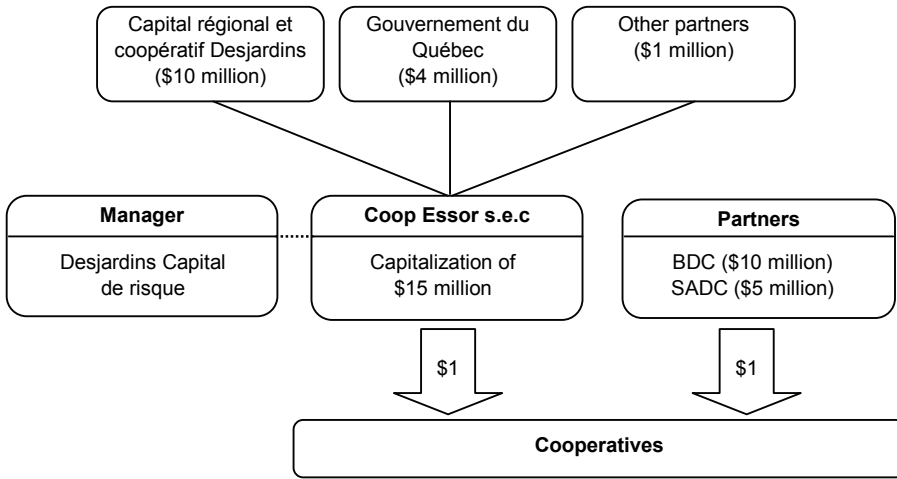 Capital régional et
coopératif Desjardins
($10 million)
Gouvernement du
Québec
($4 million)
Other partners
($1 million)
Manager
Desjardins Capital
de risque
Coop Essor s.e.c
Capitalization of
$15 million
Partners
BDC ($10 million)
SADC ($5 million)
$1
$1
Cooperatives